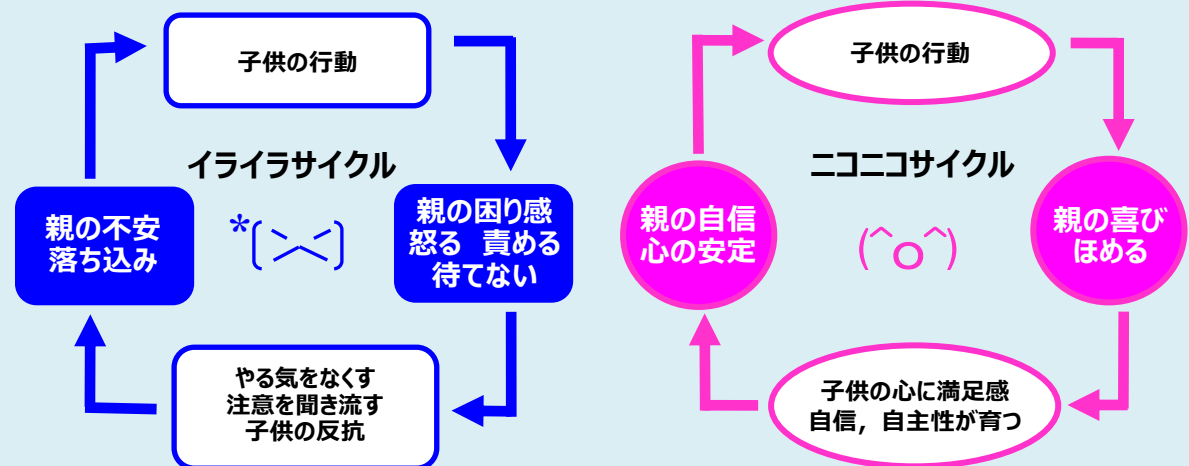 子供の行動
イライラサイクル
親の困り感
怒る 責める
待てない
やる気をなくす
注意を聞き流す
子供の反抗
親の不安
落ち込み
*(><)
子供の行動
ニコニコサイクル
親の喜び
ほめる
子供の心に満足感
自信，自主性が育つ
親の自信
心の安定
(^o^)